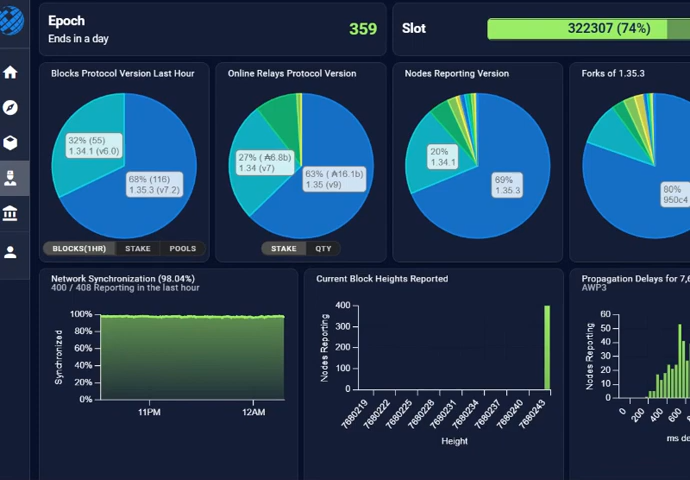 Epoch
Ends in a day
359
Slot
322307 (74%)
Blocks Protocol Version Last Hour
32% (55)
1.34.1 (v6.0)
68% (116)
1.35.3 (v7.2)
BLOCKS(1HR) STAKE POOLS
Online Relays Protocol Version
27% ( ₳6.8b)
1.34 (v7)
63% ( ₳16.1b)
1.35 (v9)
STAKE QTY
Nodes Reporting Version
20%
1.34.1
69%
1.35.3
Forks of 1.35.3
80%
950c4
Network Synchronization (98.04%)
400 / 408 Reporting in the last hour
Synchronized
100%
80%
60%
40%
20%
0%
11PM 12AM
Current Block Heights Reported
Nodes Reporting
400
300
200
100
0
7680219 7680222 7680225 7680228 7680231 7680234 7680237 7680240 7680243
Height
Propagation Delays for 7,6
AWP3
Nodes Reporting
60
50
40
30
20
10
0
0 200 400 600
ms de